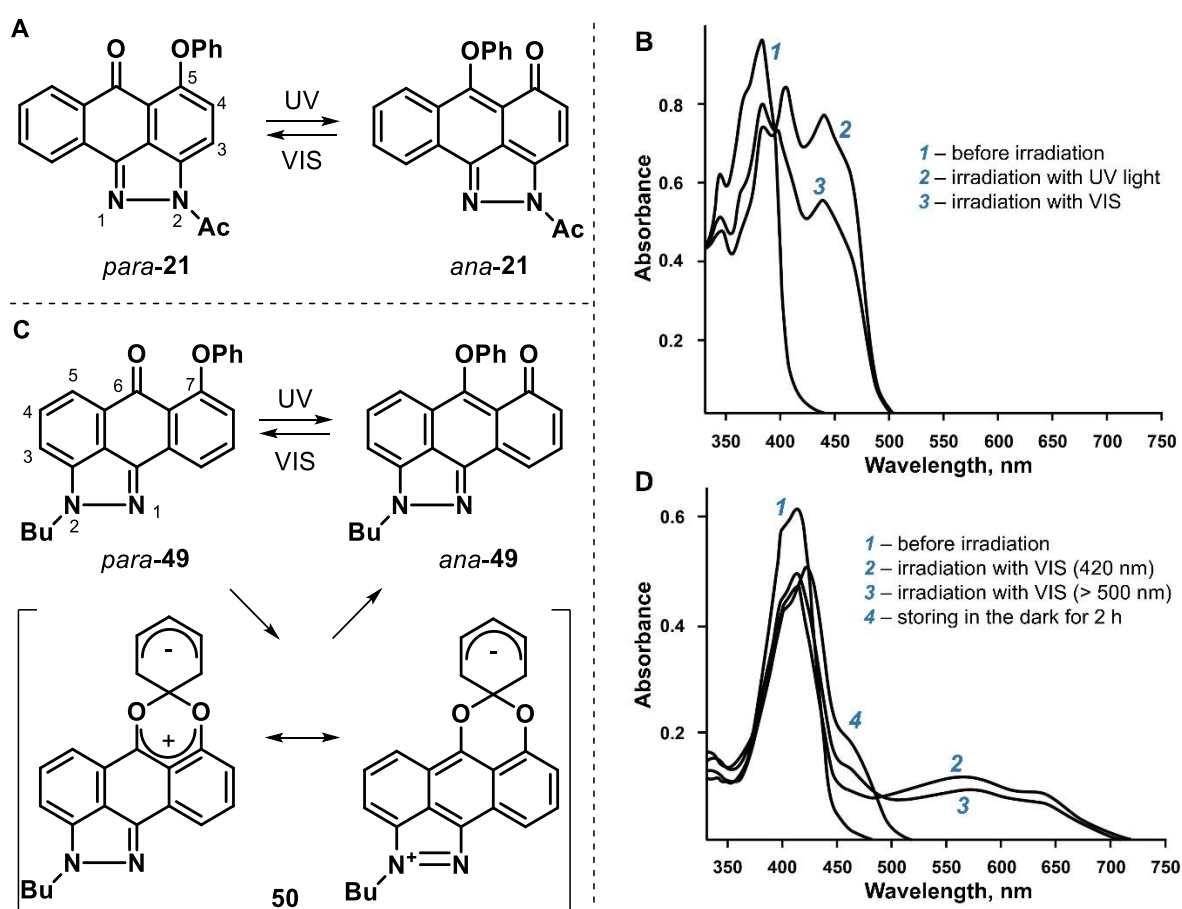 A
O OPh
5
4
3
N N
1 2
Ac
para-21
UV
VIS
OPh O
N N
Ac
ana-21
B
Absorbance
0.8
0.6
0.4
0.2
1
2
3
1 – before irradiation
2 – irradiation with UV light
3 – irradiation with VIS
350 400 450 500 550 600 650 700 750
Wavelength, nm
C
O OPh
5 6 7
4
3
N N
2 1
Bu
para-49
UV
VIS
OPh O
N N
Bu
ana-49
- -
O O O O
+
N N N+ N
Bu Bu
50
D
Absorbance
0.6
0.4
0.2
1
4
2
3
1 – before irradiation
2 – irradiation with VIS (420 nm)
3 – irradiation with VIS (> 500 nm)
4 – storing in the dark for 2 h
350 400 450 500 550 600 650 700 750
Wavelength, nm